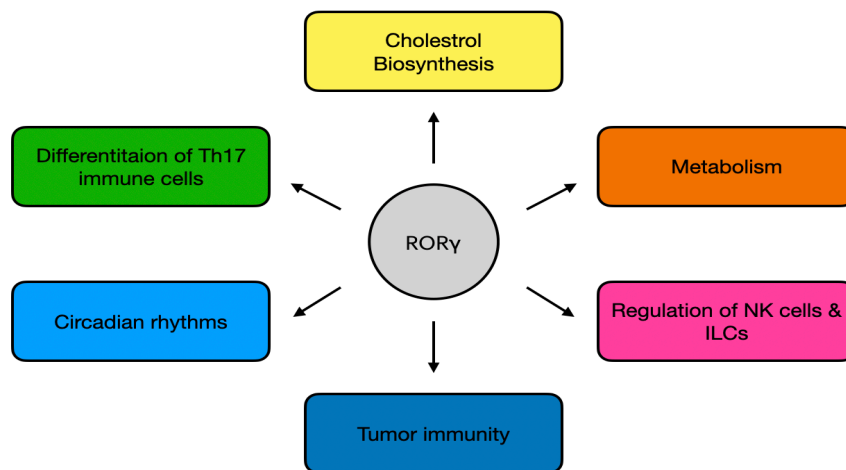 Cholestrol
Biosynthesis
Differentitaion of Th17
immune cells
Metabolism
RORγ
Circadian rhythms
Regulation of NK cells &
ILCs
Tumor immunity